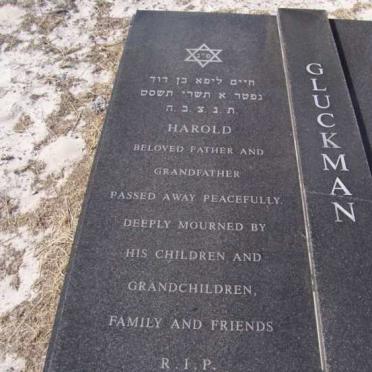 פ״נ
חיים ליפא בן דוד
נפטר א תשרי תשסט
ת. נ. צ. ב. ה.
HAROLD
BELOVED FATHER AND
GRANDFATHER
PASSED AWAY PEACEFULLY.
DEEPLY MOURNED BY
HIS CHILDREN AND
GRANDCHILDREN,
FAMILY AND FRIENDS
R.I.P.
GLUCKMAN